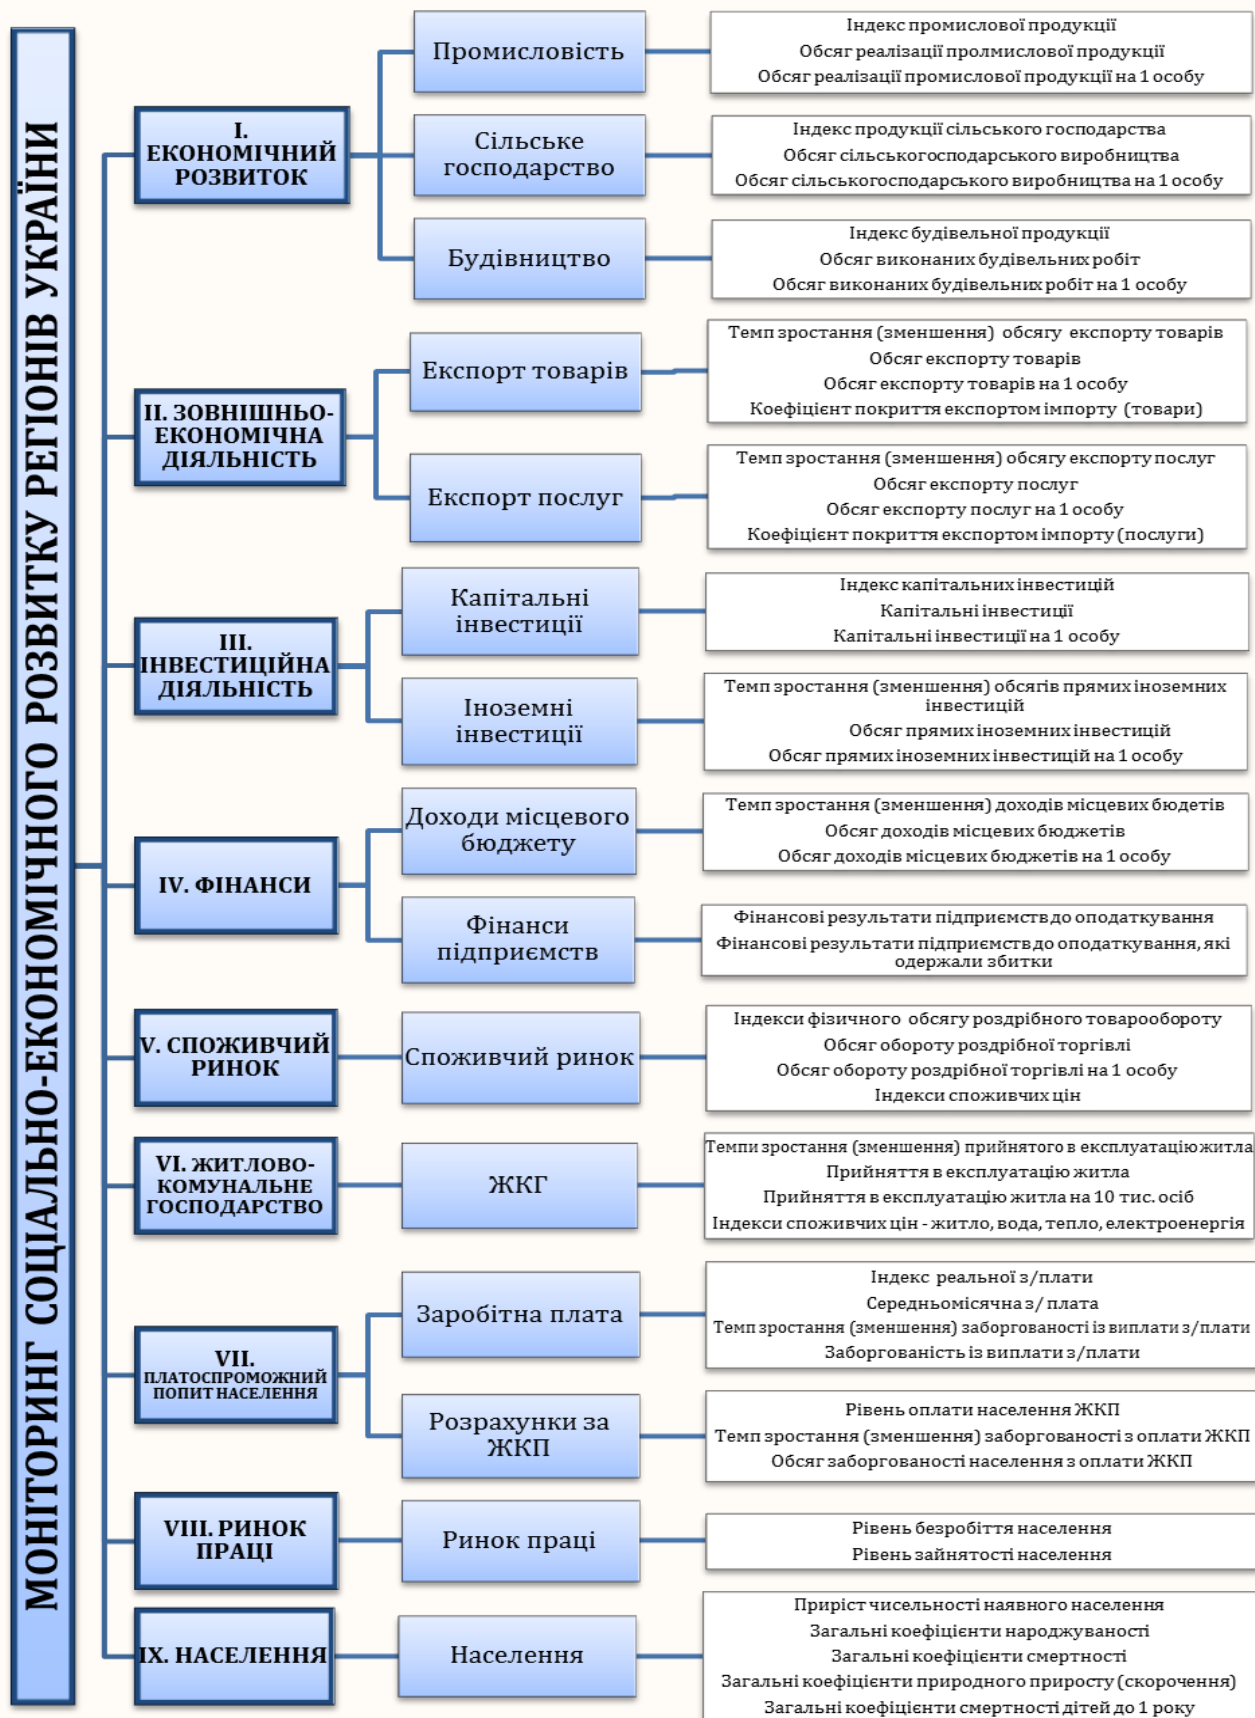 МОНІТОРИНГ СОЦІАЛЬНО-ЕКОНОМІЧНОГО РОЗВИТКУ РЕГІОНІВ УКРАЇНИ
I.
ЕКОНОМІЧНИЙ
РОЗВИТОК
Промисловість
Індекс промислової продукції
Обсяг реалізації пролмислової продукції
Обсяг реалізації промислової продукції на 1 особу
Сільське
господарство
Індекс продукції сільського господарства
Обсяг сільськогосподарського виробництва
Обсяг сільськогосподарського виробництва на 1 особу
Будівництво
Індекс будівельної продукції
Обсяг виконаних будівельних робіт
Обсяг виконаних будівельних робіт на 1 особу
II. ЗОВНІШНЬО-
ЕКОНОМІЧНА
ДІЯЛЬНІСТЬ
Експорт товарів
Темп зростання (зменшення) обсягу експорту товарів
Обсяг експорту товарів
Обсяг експорту товарів на 1 особу
Коефіцієнт покриття експортом імпорту (товари)
Експорт послуг
Темп зростання (зменшення) обсягу експорту послуг
Обсяг експорту послуг
Обсяг експорту послуг на 1 особу
Коефіцієнт покриття експортом імпорту (послуги)
III.
ІНВЕСТИЦІЙНА
ДІЯЛЬНІСТЬ
Капітальні
інвестиції
Індекс капітальних інвестицій
Капітальні інвестиції
Капітальні інвестиції на 1 особу
Іноземні
інвестиції
Темп зростання (зменшення) обсягів прямих іноземних
інвестицій
Обсяг прямих іноземних інвестицій
Обсяг прямих іноземних інвестицій на 1 особу
IV. ФІНАНСИ
Доходи місцевого
бюджету
Темп зростання (зменшення) доходів місцевих бюдетів
Обсяг доходів місцевих бюджетів
Обсяг доходів місцевих бюджетів на 1 особу
Фінанси
підприємств
Фінансові результати підприємств до оподаткування
Фінансові результати підприємств до оподаткування, які
одержали збитки
V. СПОЖИВЧИЙ
РИНОК
Споживчий ринок
Індекси фізичного обсягу роздрібного товарообороту
Обсяг обороту роздрібної торгівлі
Обсяг обороту роздрібної торгівлі на 1 особу
Індекси споживчих цін
VI. ЖИТЛОВО-
КОМУНАЛЬНЕ
ГОСПОДАРСТВО
ЖКГ
Темпи зростання (зменшення) прийнятого в експлуатацію житла
Прийняття в експлуатацію житла
Прийняття в експлуатацію житла на 10 тис. осіб
Індекси споживчих цін - житло, вода, тепло, електроенергія
VII.
ПЛАТОСПРОМОЖНИЙ
ПОПИТ НАСЕЛЕННЯ
Заробітна плата
Індекс реальної з/плати
Середньомісячна з/ плата
Темп зростання (зменшення) заборгованості із виплати з/плати
Заборгованість із виплати з/плати
Розрахунки за
ЖКП
Рівень оплати населення ЖКП
Темп зростання (зменшення) заборгованості з оплати ЖКП
Обсяг заборгованості населення з оплати ЖКП
VIII. РИНОК
ПРАЦІ
Ринок праці
Рівень безробіття населення
Рівень зайнятості населення
IX. НАСЕЛЕННЯ
Населення
Приріст чисельності наявного населення
Загальні коефіцієнти народжуваності
Загальні коефіцієнти смертності
Загальні коефіцієнти природного приросту (скорочення)
Загальні коефіцієнти смертності дітей до 1 року